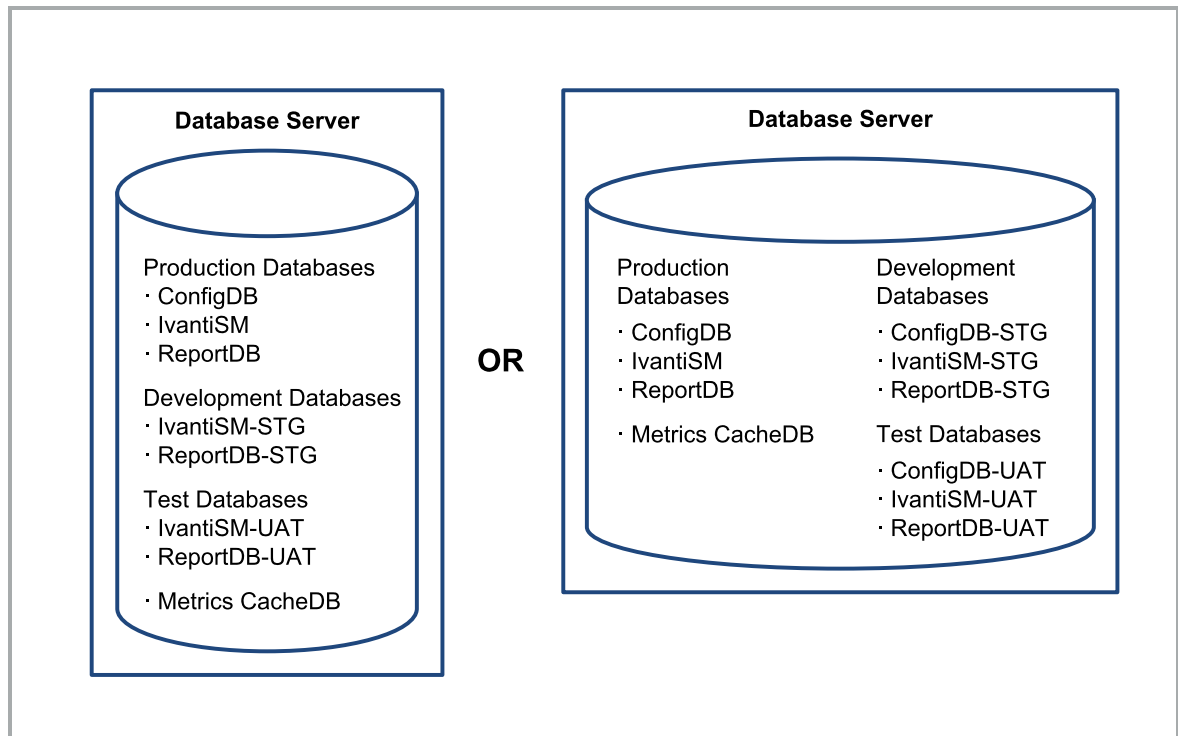 Database Server
Production Databases
· ConfigDB
· IvantiSM
· ReportDB
Development Databases
· IvantiSM-STG
· ReportDB-STG
Test Databases
· IvantiSM-UAT
· ReportDB-UAT
· Metrics CacheDB
OR
Database Server
Production
Databases
· ConfigDB
· IvantiSM
· ReportDB
· Metrics CacheDB
Development
Databases
· ConfigDB-STG
· IvantiSM-STG
· ReportDB-STG
Test Databases
· ConfigDB-UAT
· IvantiSM-UAT
· ReportDB-UAT